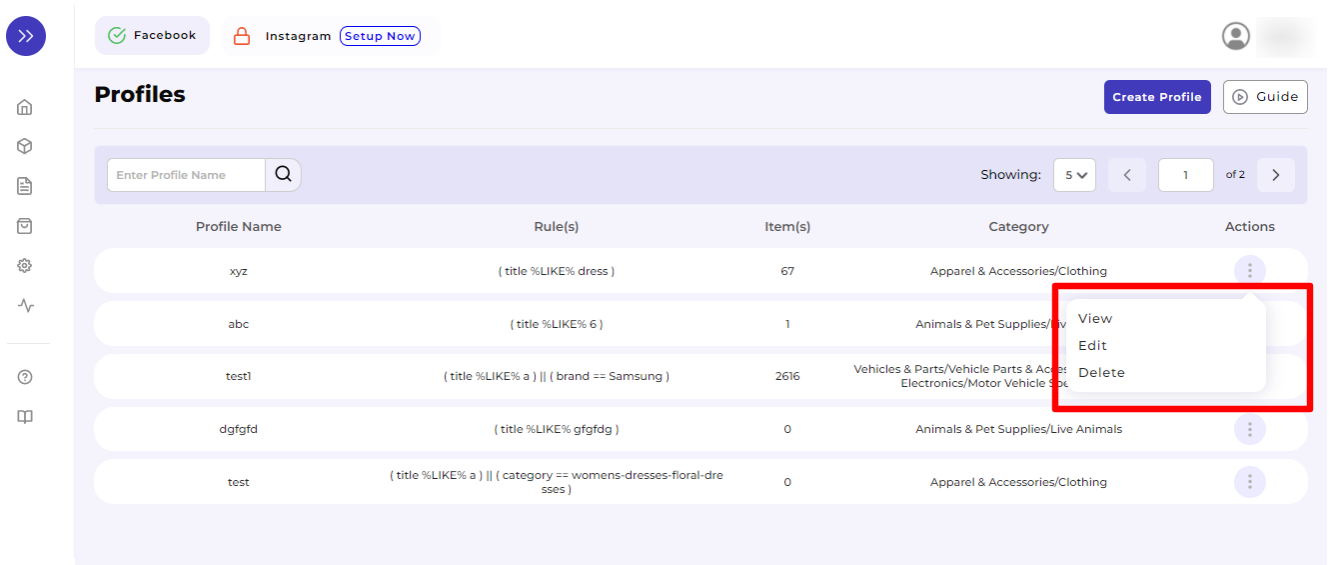 Facebook
Instagram Setup Now
Profiles
Create Profile
Guide
Enter Profile Name
Showing: 5
1 of 2
Profile Name Rule(s) Item(s) Category Actions
xyz ( title %LIKE% dress ) 67 Apparel & Accessories/Clothing
abc ( title %LIKE% 6 ) 1 Animals & Pet Supplies/
test1 ( title %LIKE% a ) || ( brand == Samsung ) 2616 Vehicles & Parts/Vehicle Parts &
Electronics/Motor Vehicle
View
Edit
Delete
dgfgfd ( title %LIKE% gfgfdg ) 0 Animals & Pet Supplies/Live Animals
test ( title %LIKE% a ) || ( category == womens-dresses-floral-dre
sses ) 0 Apparel & Accessories/Clothing